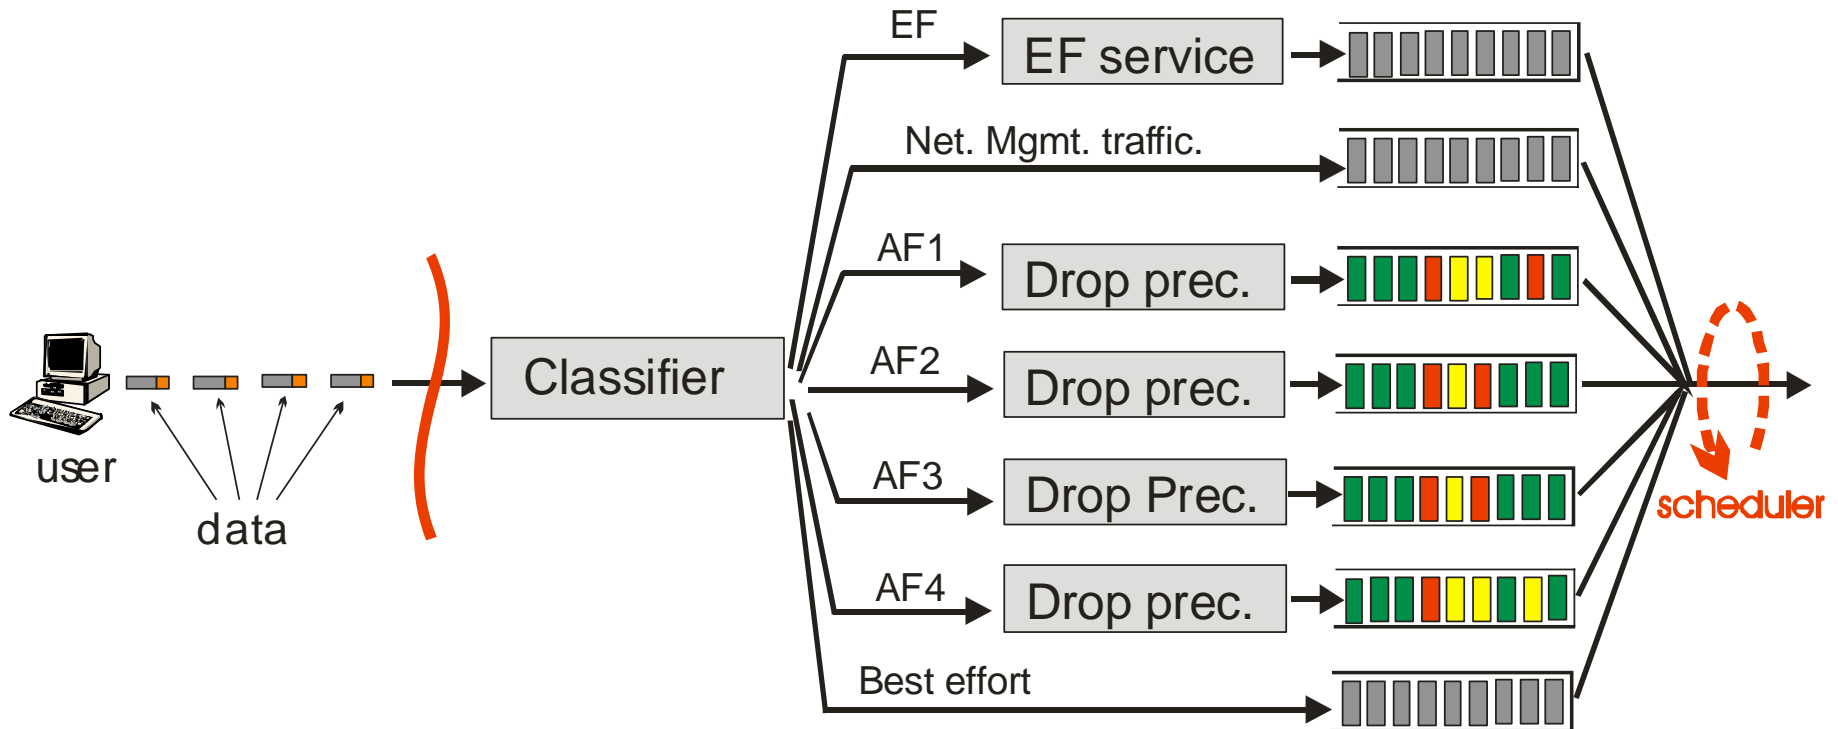 EF
EF service
Net. Mgmt. traffic.
AF1
Drop prec.
Classifier
AF2
Drop prec.
user
data
AF3
Drop Prec.
scheduler
AF4
Drop prec.
Best effort